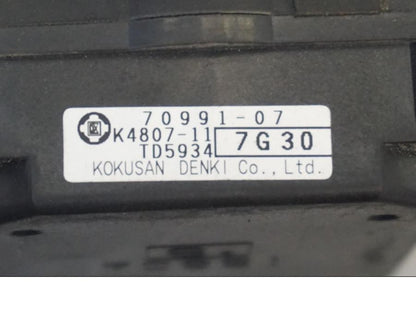 70991-07
K4807-11
TD5934
7G30
KOKUSAN DENKI Co., Ltd.